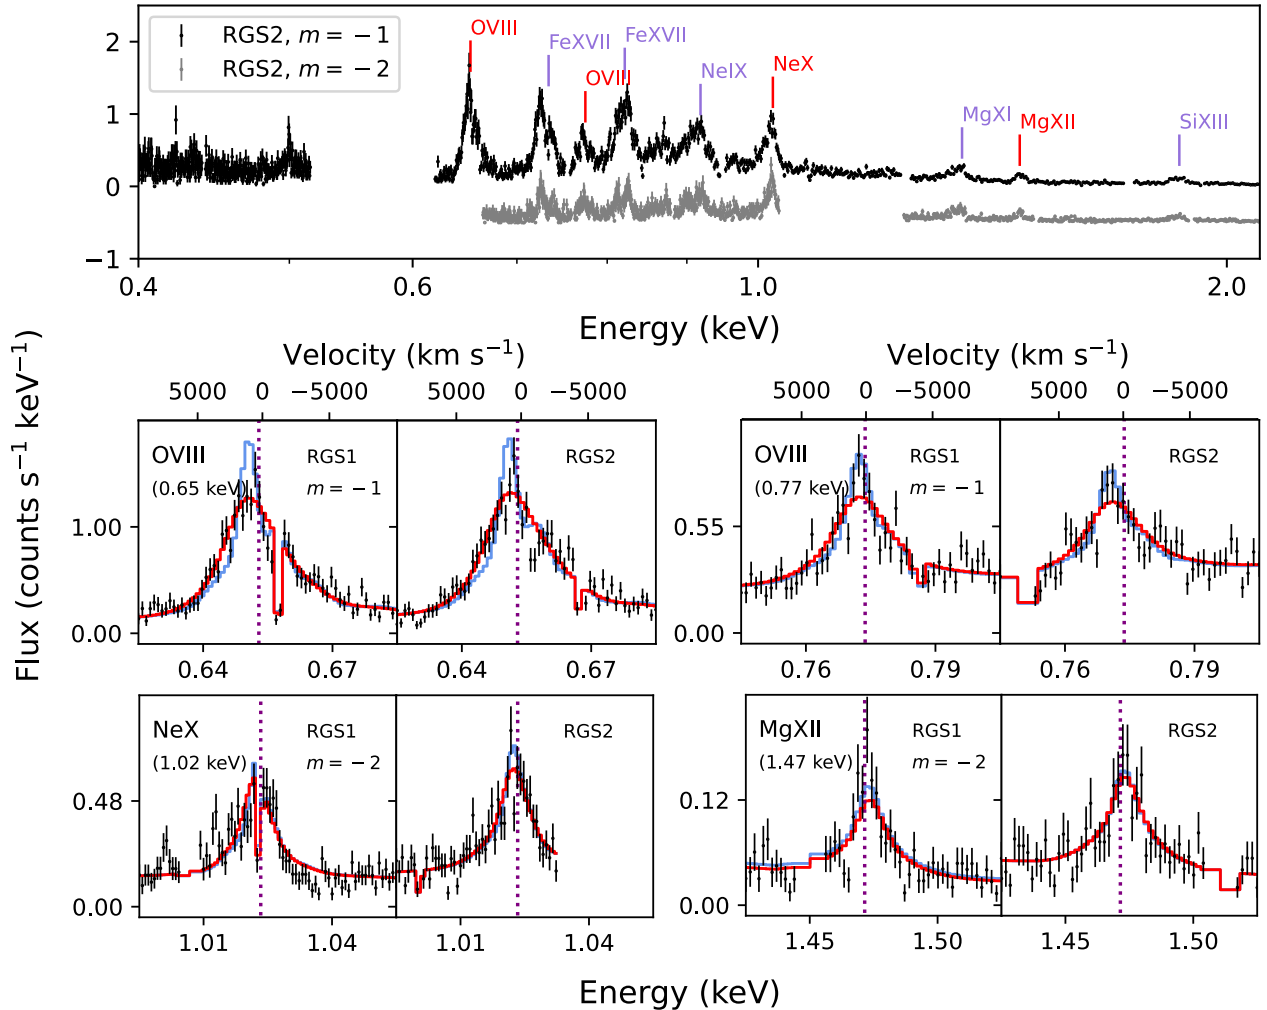 RGS2, m = −1
RGS2, m = −2
OVIII
FeXVII
OVIII
FeXVII
NeIX
NeX
MgXI
MgXII
SiXIII
2
1
0
−1
0.4
0.6
1.0
2.0
Energy (keV)
Flux (counts s⁻¹ keV⁻¹)
Velocity (km s⁻¹)
Velocity (km s⁻¹)
5000 0 −5000
5000 0 −5000
5000 0 −5000
5000 0 −5000
OVIII
(0.65 keV)
RGS1
m = −1
RGS2
1.00
0.00
0.64 0.67
0.64 0.67
OVIII
(0.77 keV)
RGS1
m = −1
RGS2
0.55
0.00
0.76 0.79
0.76 0.79
NeX
(1.02 keV)
RGS1
m = −2
RGS2
0.48
0.00
1.01 1.04
1.01 1.04
MgXII
(1.47 keV)
RGS1
m = −2
RGS2
0.12
0.00
1.45 1.50
1.45 1.50
Energy (keV)